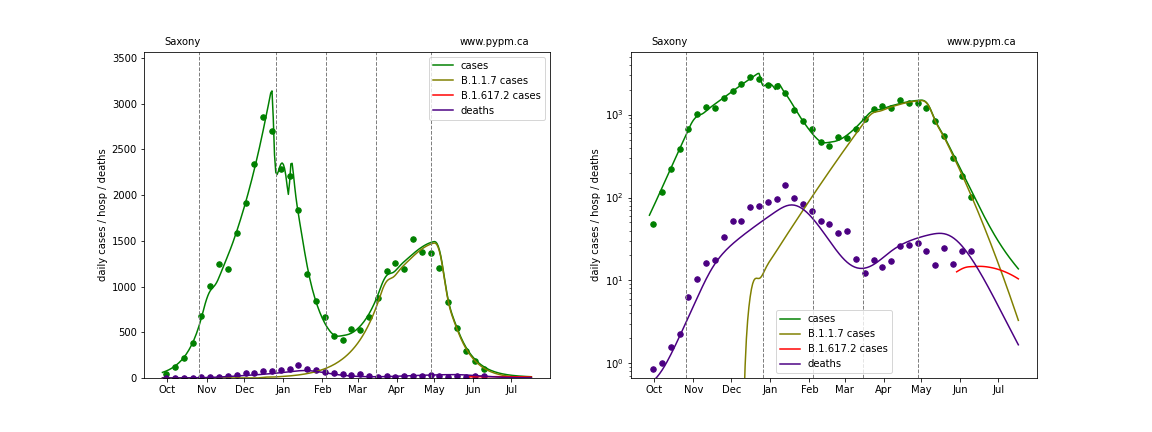 Saxony www.pypm.ca
3500
3000
2500
2000
1500
1000
500
0
daily cases / hosp / deaths
cases
B.1.1.7 cases
B.1.617.2 cases
deaths
Oct Nov Dec Jan Feb Mar Apr May Jun Jul
Saxony www.pypm.ca
10³
10²
10¹
10⁰
daily cases / hosp / deaths
cases
B.1.1.7 cases
B.1.617.2 cases
deaths
Oct Nov Dec Jan Feb Mar Apr May Jun Jul